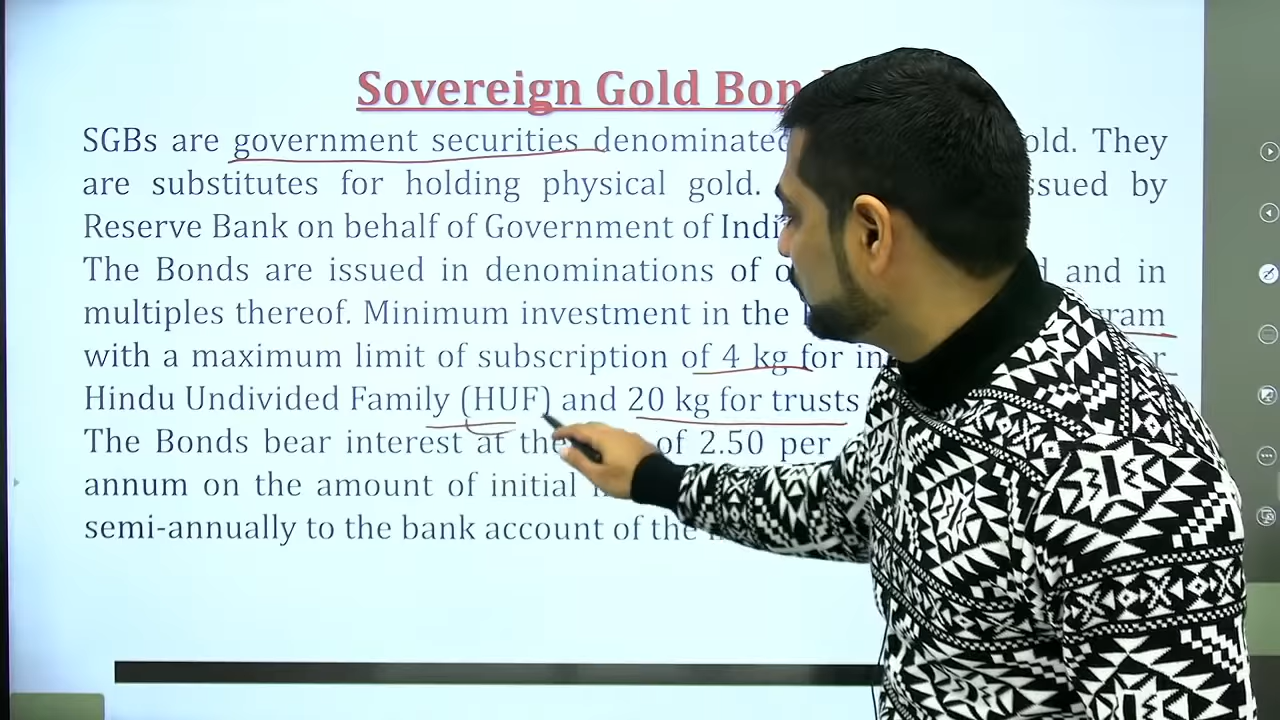 Sovereign Gold Bon
SGBs are government securities denominated old. They
are substitutes for holding physical gold. ssued by
Reserve Bank on behalf of Government of Indi
The Bonds are issued in denominations of o and in
multiples thereof. Minimum investment in the gram
with a maximum limit of subscription of 4 kg for in
Hindu Undivided Family (HUF) and 20 kg for trusts
The Bonds bear interest at the of 2.50 per
annum on the amount of initial
semi-annually to the bank account of the